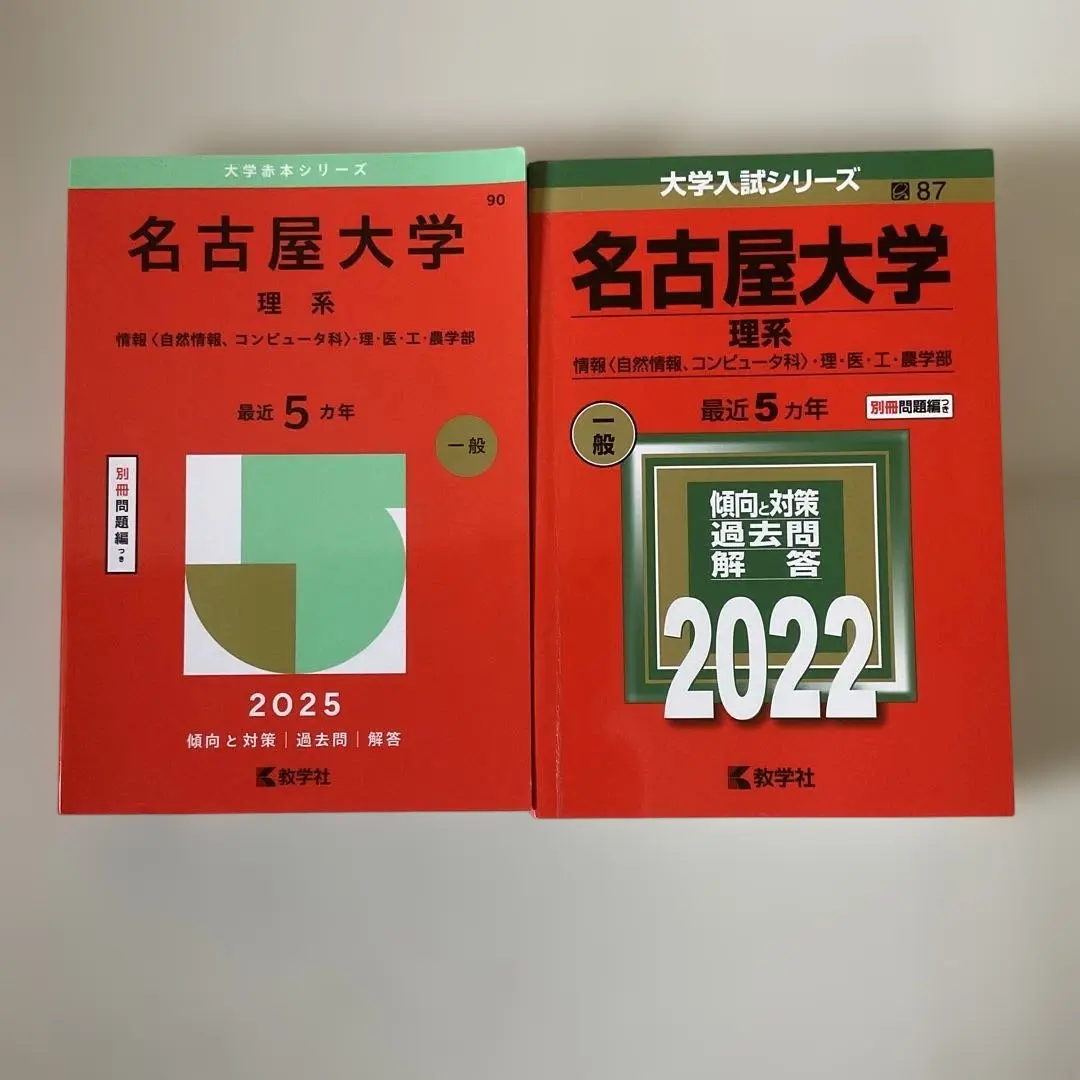 大学赤本シリーズ
90
名古屋大学
理系
情報〈自然情報、コンピュータ科〉・理・医・工・農学部
最近5カ年
一般
別冊問題編つき
2025
傾向と対策|過去問|解答
教学社
大学入試シリーズ
87
名古屋大学
理系
情報〈自然情報、コンピュータ科〉・理・医・工・農学部
最近5カ年
別冊問題編つき
一般
傾向と対策
過去問
解答
2022
教学社